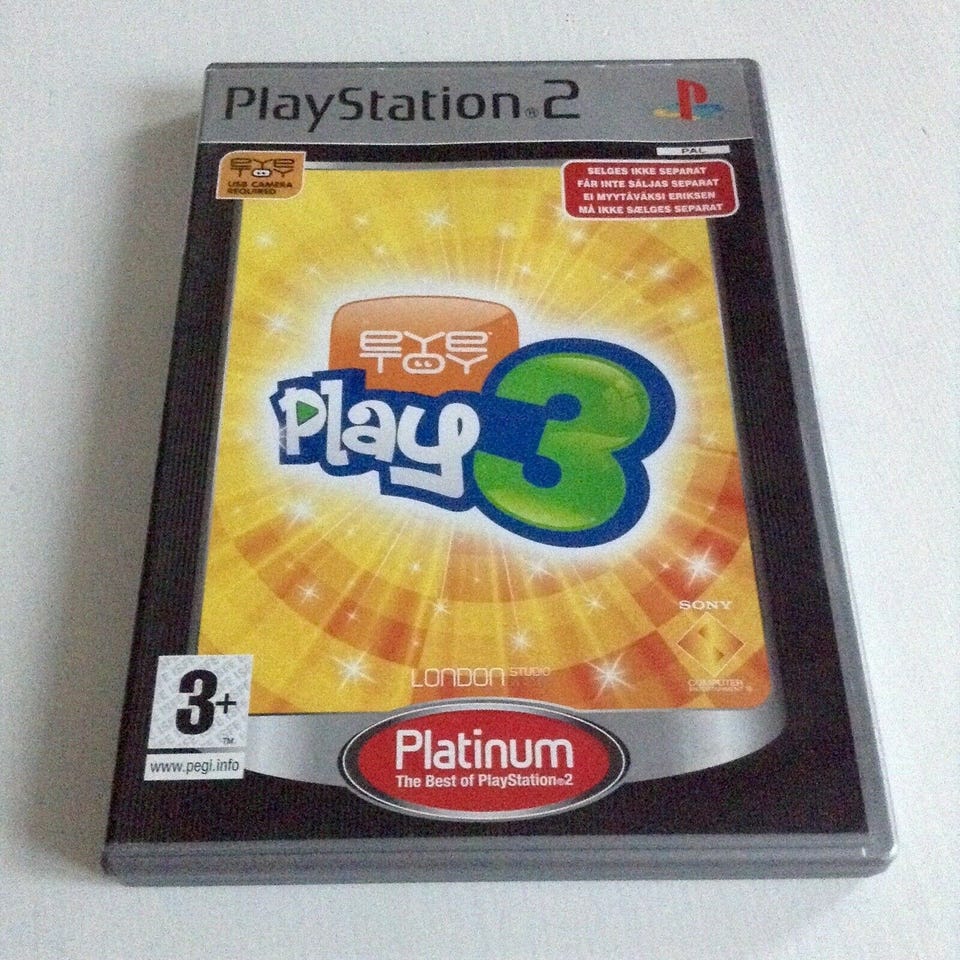 PlayStation®2
PAL
EYE
TOY
USB CAMERA
REQUIRED
SELGES IKKE SEPARAT
FÅR INTE SÄLJAS SEPARAT
EI MYYTÄVÄKSI ERIKSEN
MÅ IKKE SÆLGES SEPARAT
EYE™
TOY
Play 3
SONY
COMPUTER
ENTERTAINMENT®
LONDON STUDIO
3+
™
www.pegi.info
Platinum
The Best of PlayStation®2